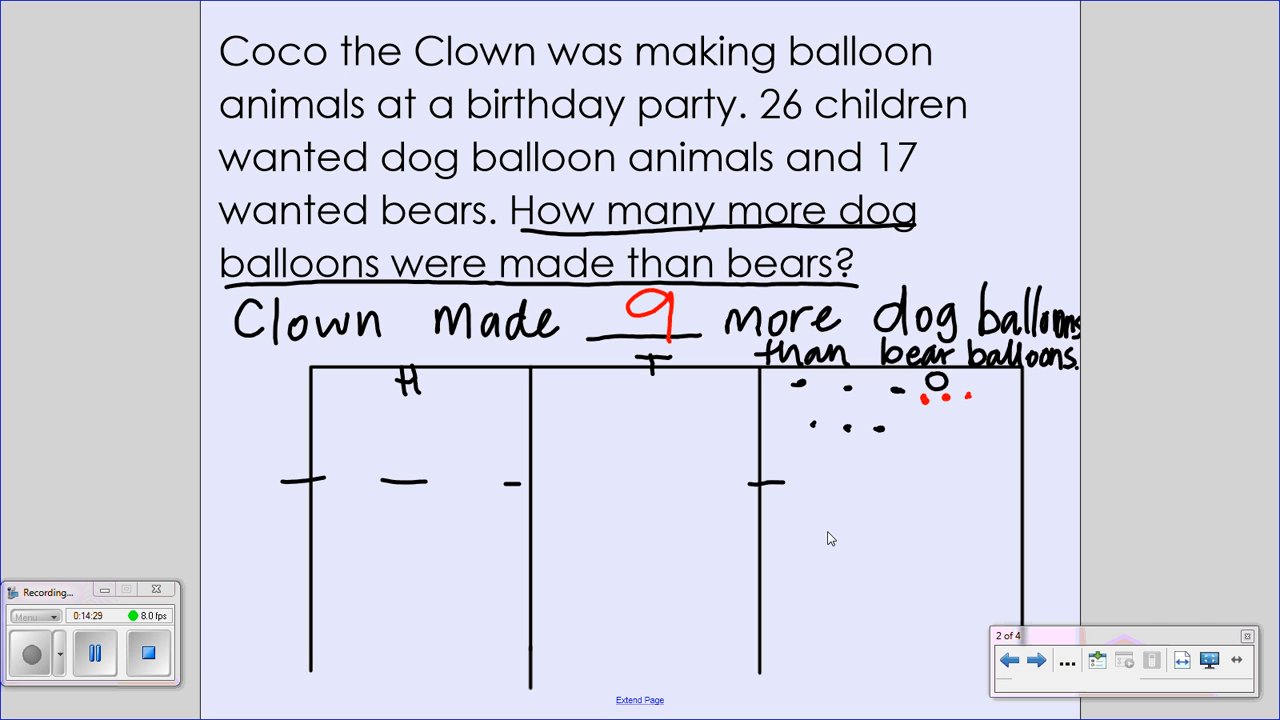 Coco the Clown was making balloon
animals at a birthday party. 26 children
wanted dog balloon animals and 17
wanted bears. How many more dog
balloons were made than bears?
Clown made 9 more dog balloons
than bear balloons.
H T O
Recording...
Menu 0:14:29 8.0 fps
2 of 4
Extend Page